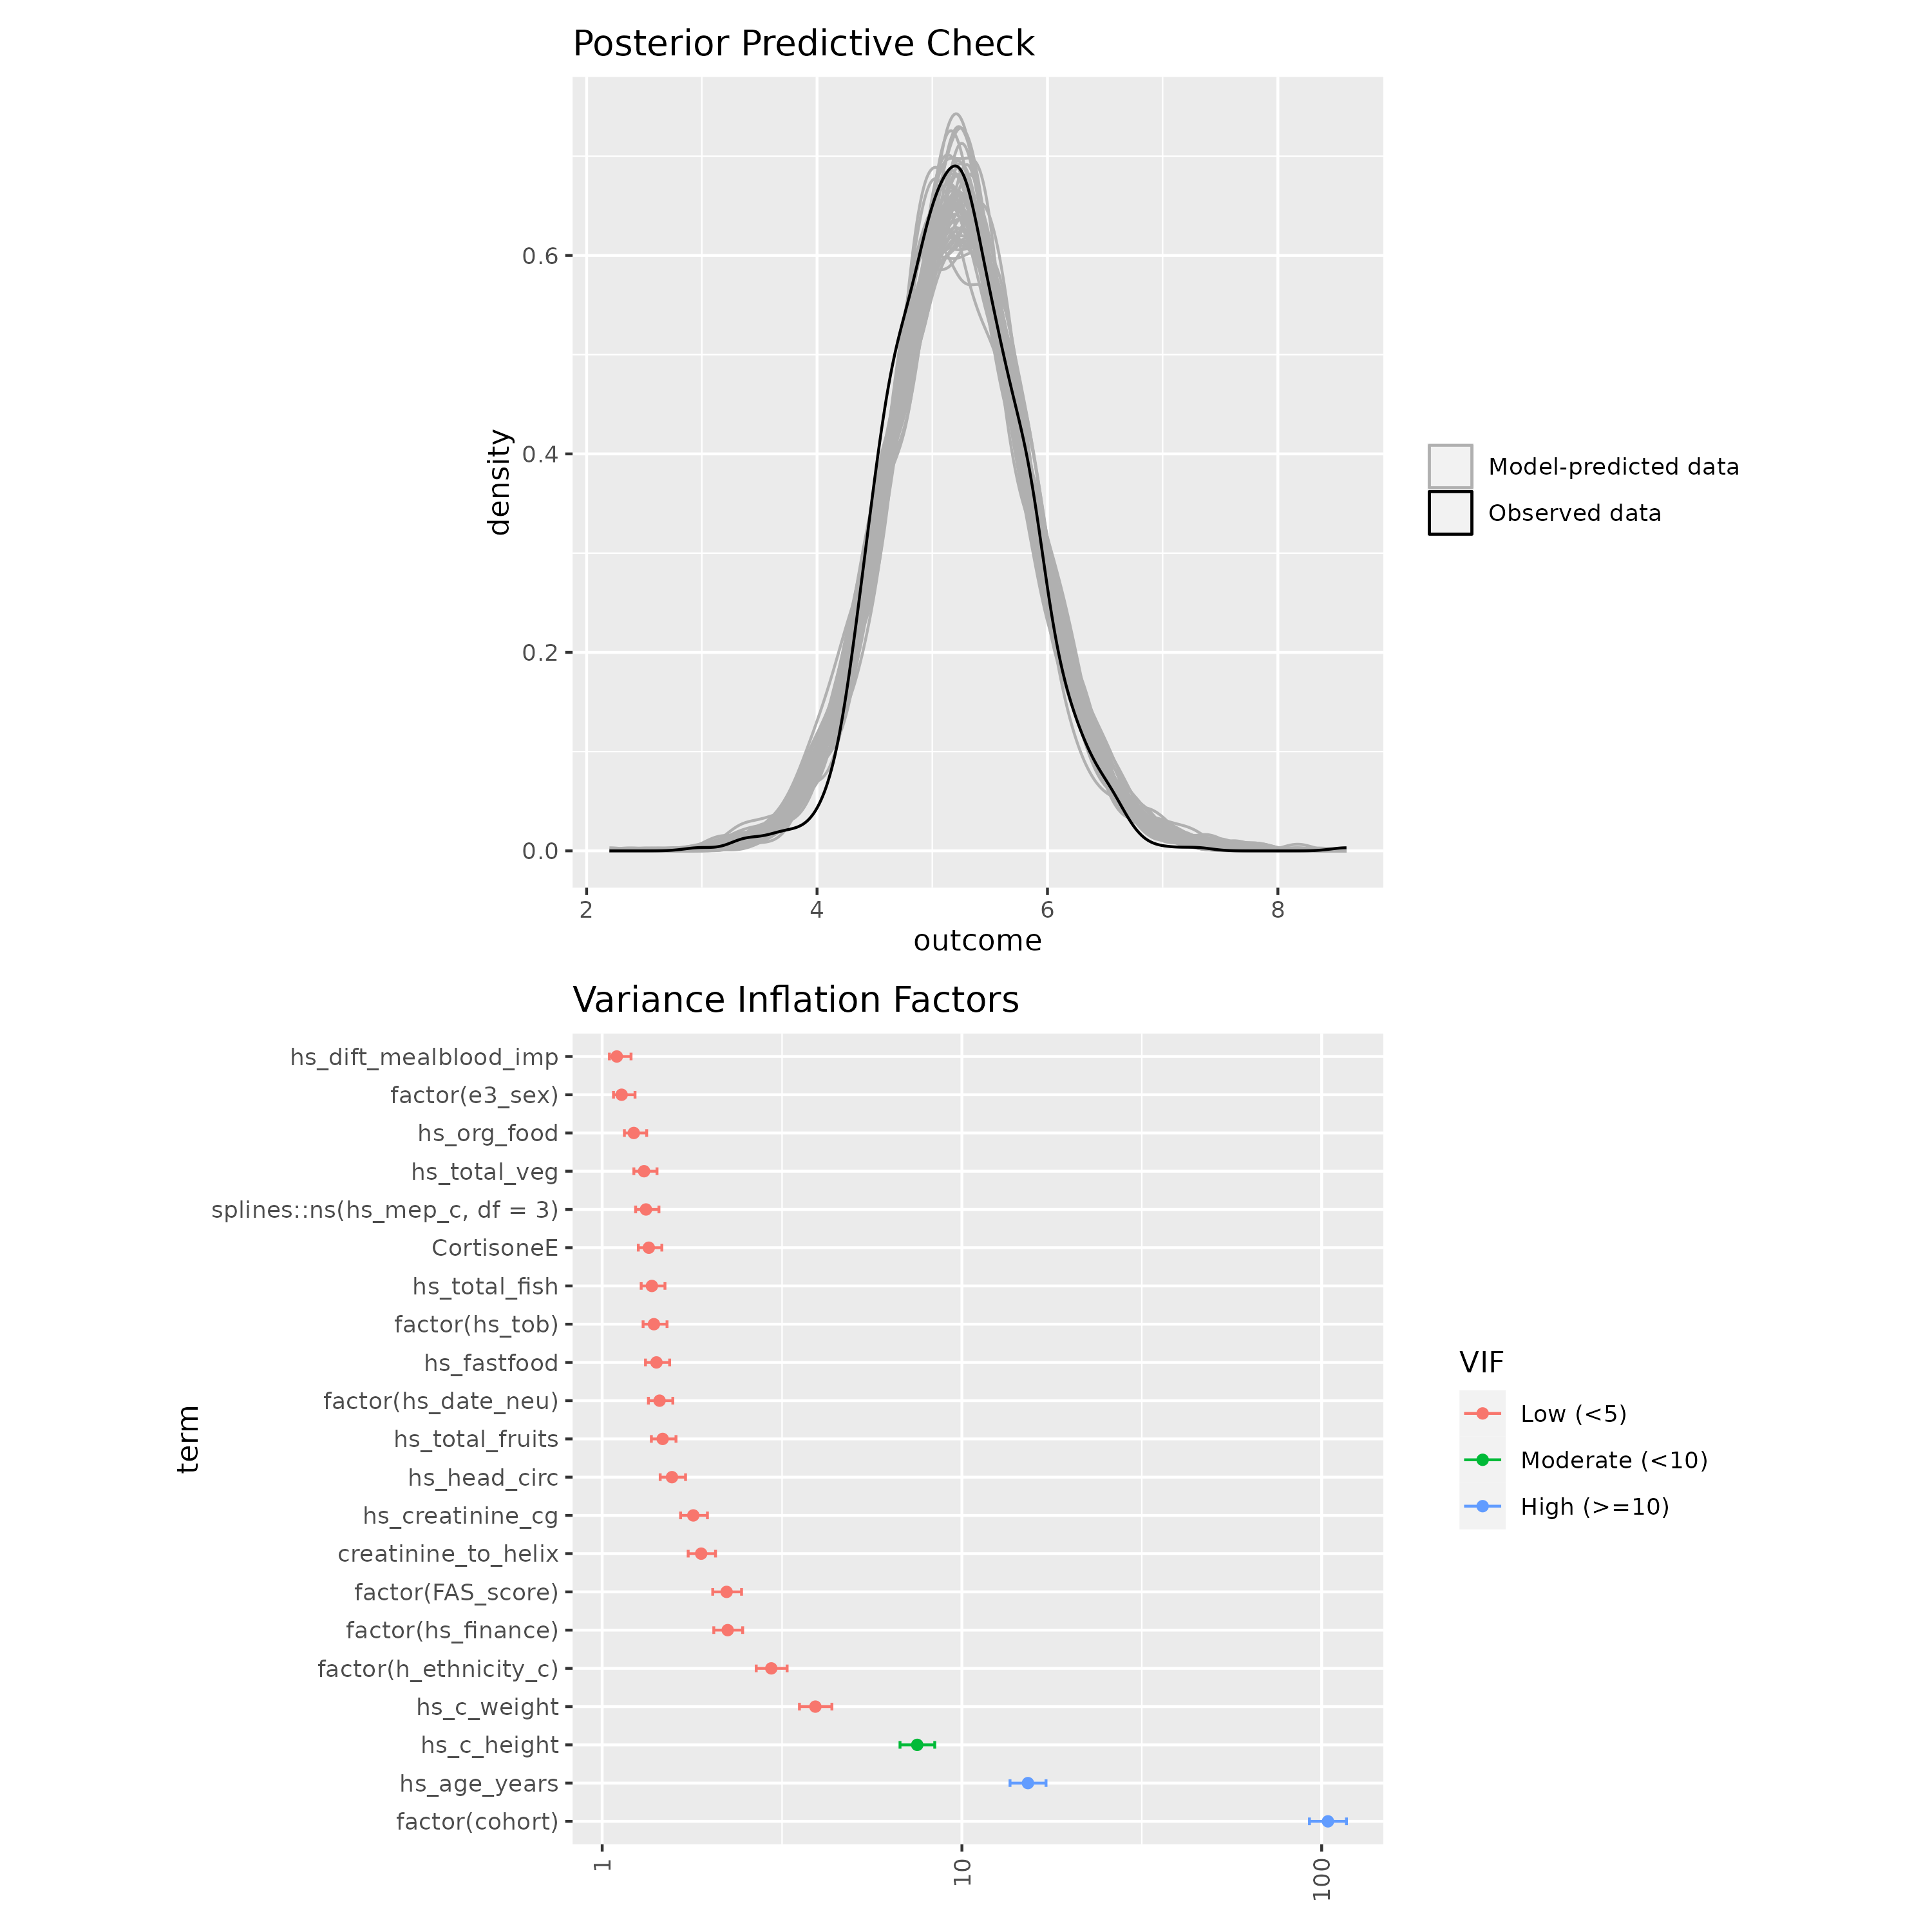 Posterior Predictive Check
density
0.6
0.4
0.2
0.0
2 4 6 8
outcome
Model-predicted data
Observed data
Variance Inflation Factors
term
hs_dift_mealblood_imp
factor(e3_sex)
hs_org_food
hs_total_veg
splines::ns(hs_mep_c, df = 3)
CortisoneE
hs_total_fish
factor(hs_tob)
hs_fastfood
factor(hs_date_neu)
hs_total_fruits
hs_head_circ
hs_creatinine_cg
creatinine_to_helix
factor(FAS_score)
factor(hs_finance)
factor(h_ethnicity_c)
hs_c_weight
hs_c_height
hs_age_years
factor(cohort)
1 10 100
VIF
Low (<5)
Moderate (<10)
High (>=10)